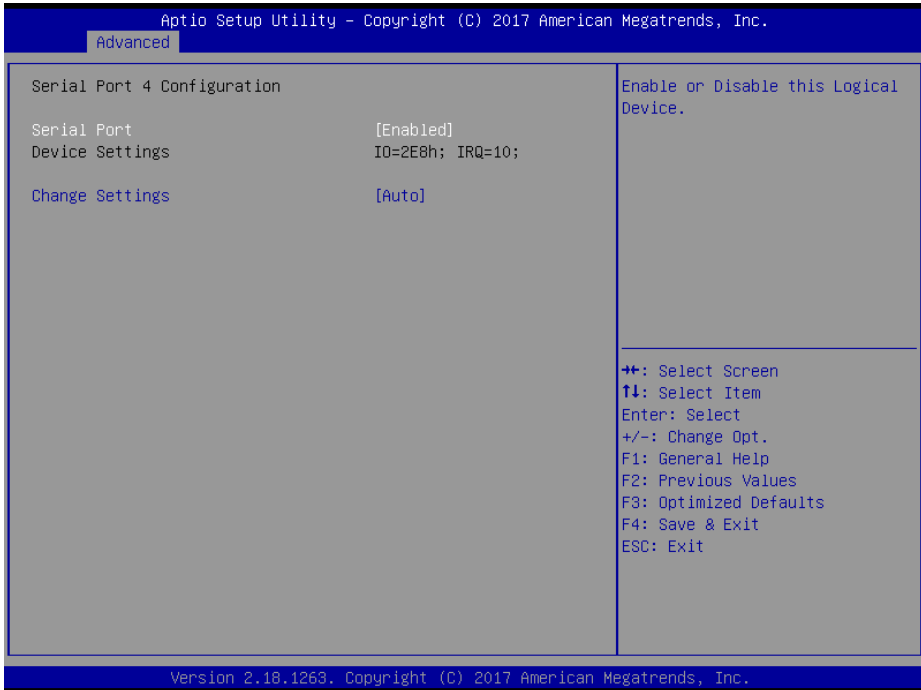 Aptio Setup Utility – Copyright (C) 2017 American Megatrends, Inc.
Advanced
Serial Port 4 Configuration
Serial Port [Enabled]
Device Settings IO=2E8h; IRQ=10;
Change Settings [Auto]
Enable or Disable this Logical
Device.
→←: Select Screen
↑↓: Select Item
Enter: Select
+/-: Change Opt.
F1: General Help
F2: Previous Values
F3: Optimized Defaults
F4: Save & Exit
ESC: Exit
Version 2.18.1263. Copyright (C) 2017 American Megatrends, Inc.